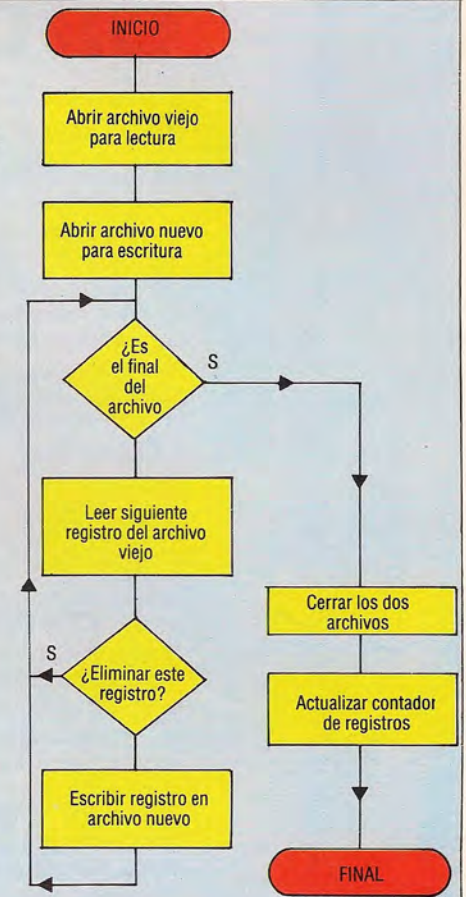 INICIO
Abrir archivo viejo
para lectura
Abrir archivo nuevo
para escritura
¿Es
el final
del
archivo
S
Leer siguiente
registro del archivo
viejo
¿Eliminar este
registro?
S
Escribir registro en
archivo nuevo
Cerrar los dos
archivos
Actualizar contador
de registros
FINAL